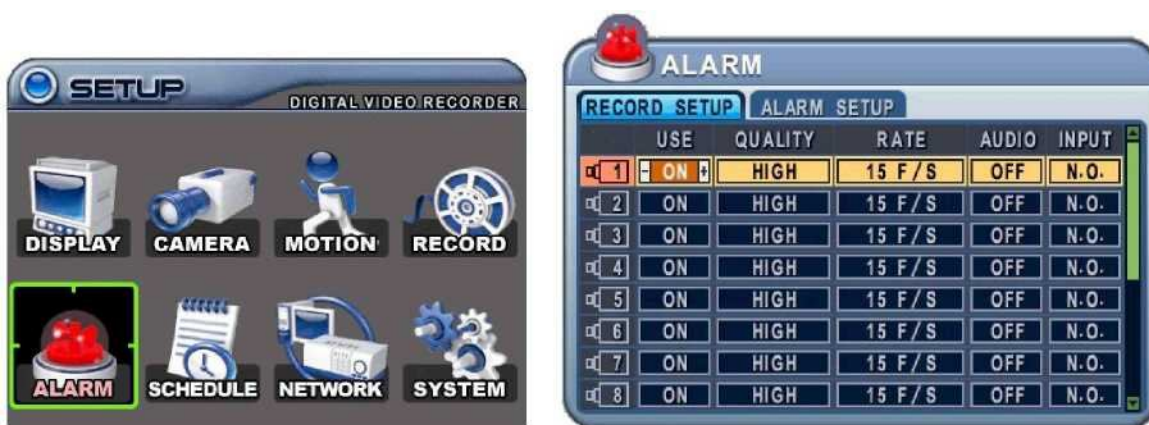 SETUP
DIGITAL VIDEO RECORDER
DISPLAY CAMERA MOTION RECORD
ALARM SCHEDULE NETWORK SYSTEM
ALARM
RECORD SETUP ALARM SETUP
USE QUALITY RATE AUDIO INPUT
1 - ON + HIGH 15 F/S OFF N.O.
2 ON HIGH 15 F/S OFF N.O.
3 ON HIGH 15 F/S OFF N.O.
4 ON HIGH 15 F/S OFF N.O.
5 ON HIGH 15 F/S OFF N.O.
6 ON HIGH 15 F/S OFF N.O.
7 ON HIGH 15 F/S OFF N.O.
8 ON HIGH 15 F/S OFF N.O.